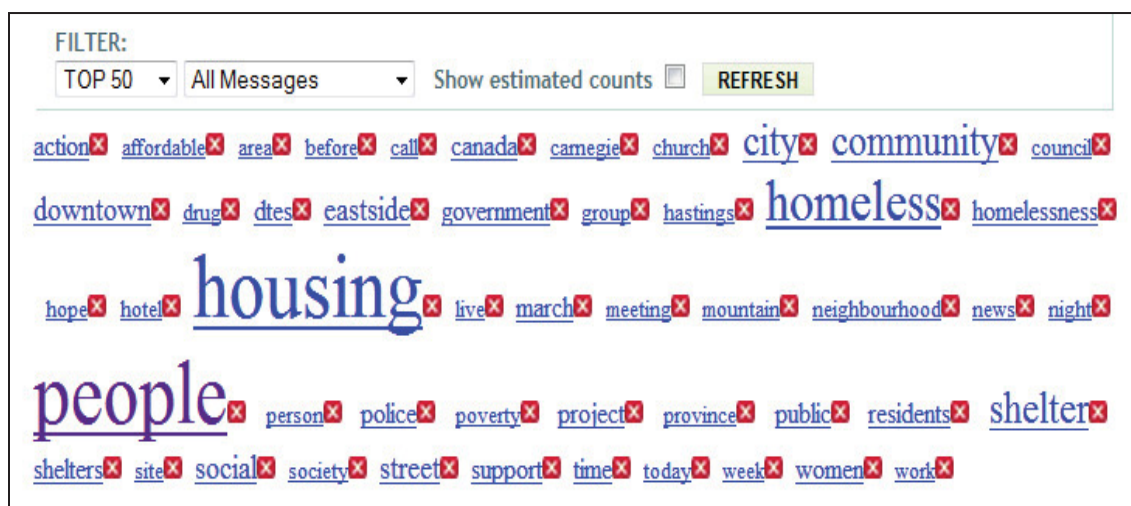 FILTER:
TOP 50 All Messages Show estimated counts REFRESH
action affordable area before call canada carnegie church city community council
downtown drug dtes eastside government group hastings homeless homelessness
hope hotel housing live march meeting mountain neighbourhood news night
people person police poverty project province public residents shelter
shelters site social society street support time today week women work